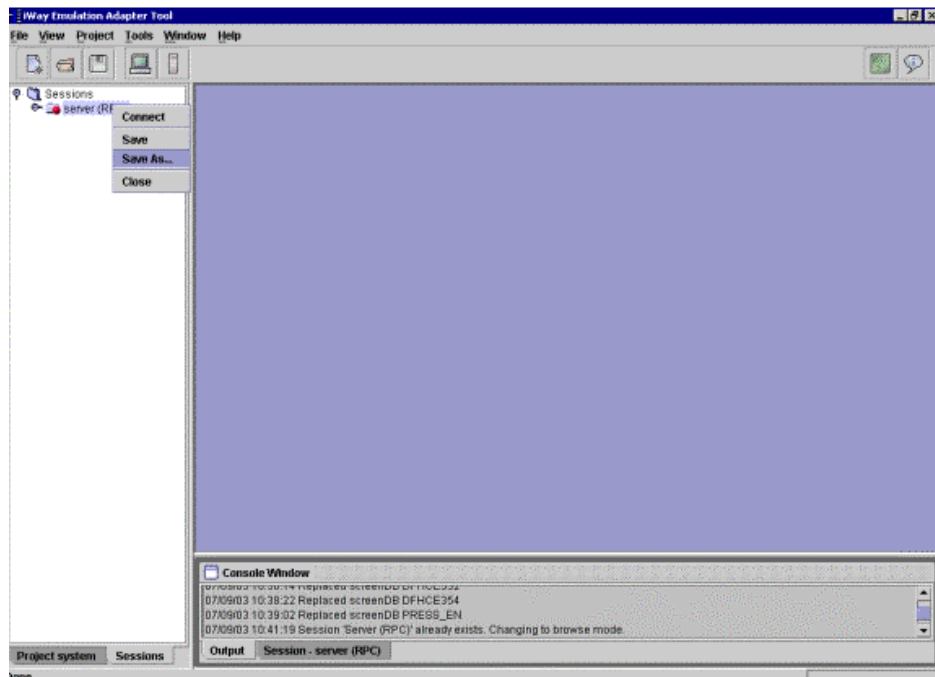 iWay Emulation Adapter Tool
File View Project Tools Window Help
Sessions
server (RP
Connect
Save
Save As...
Close
Console Window
07/09/03 10:38:22 Replaced screenDB DFHCE354
07/09/03 10:39:02 Replaced screenDB PRESS_EN
07/09/03 10:41:19 Session 'Server (RPC)' already exists. Changing to browse mode.
Output Session - server (RPC)
Project system Sessions